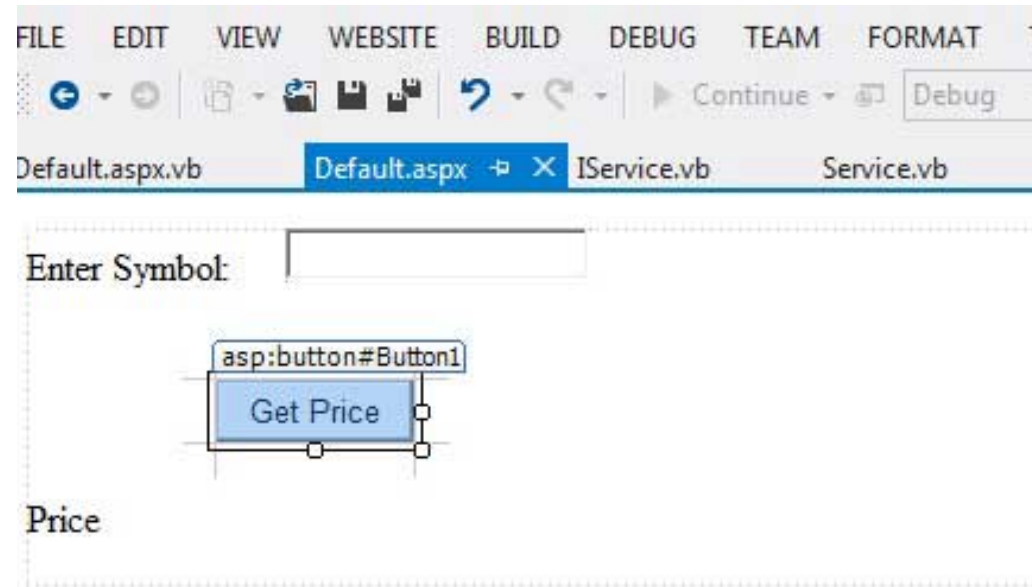 FILE EDIT VIEW WEBSITE BUILD DEBUG TEAM FORMAT
Continue Debug
Default.aspx.vb Default.aspx IService.vb Service.vb
Enter Symbol:
asp:button#Button1
Get Price
Price